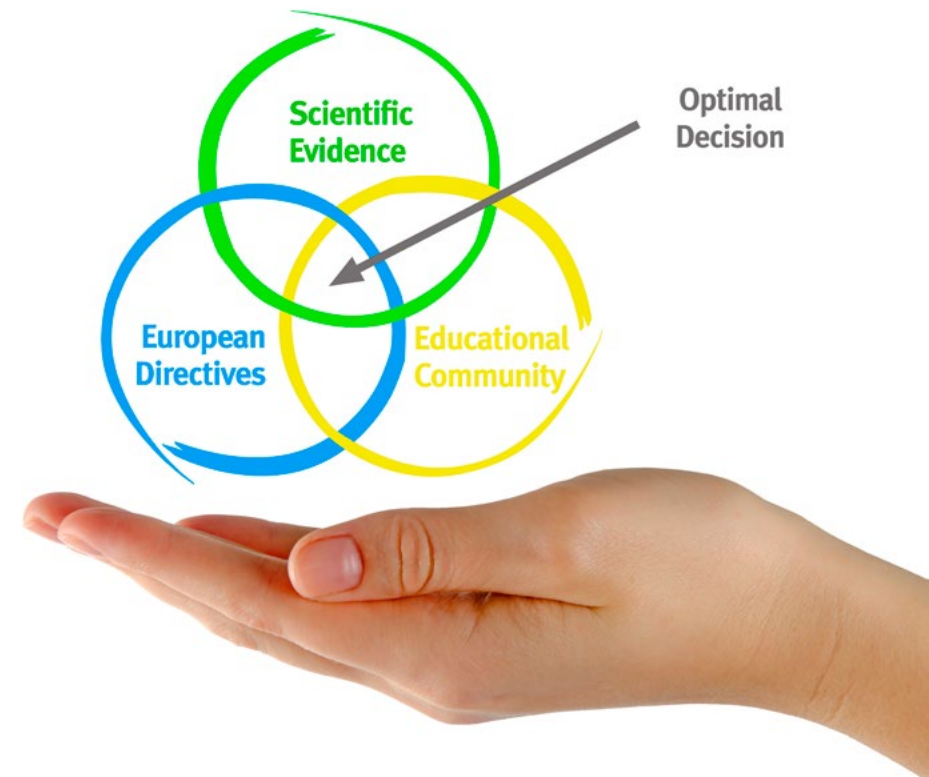 Scientific
Evidence
Optimal
Decision
European
Directives
Educational
Community